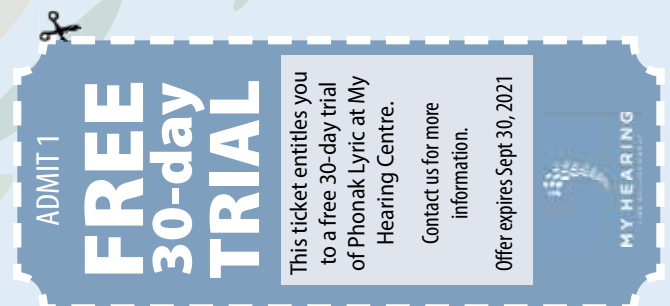 ADMIT 1
FREE
30-day
TRIAL
This ticket entitles you
to a free 30-day trial
of Phonak Lyric at My
Hearing Centre.
Contact us for more
information.
Offer expires Sept 30, 2021
MY HEARING